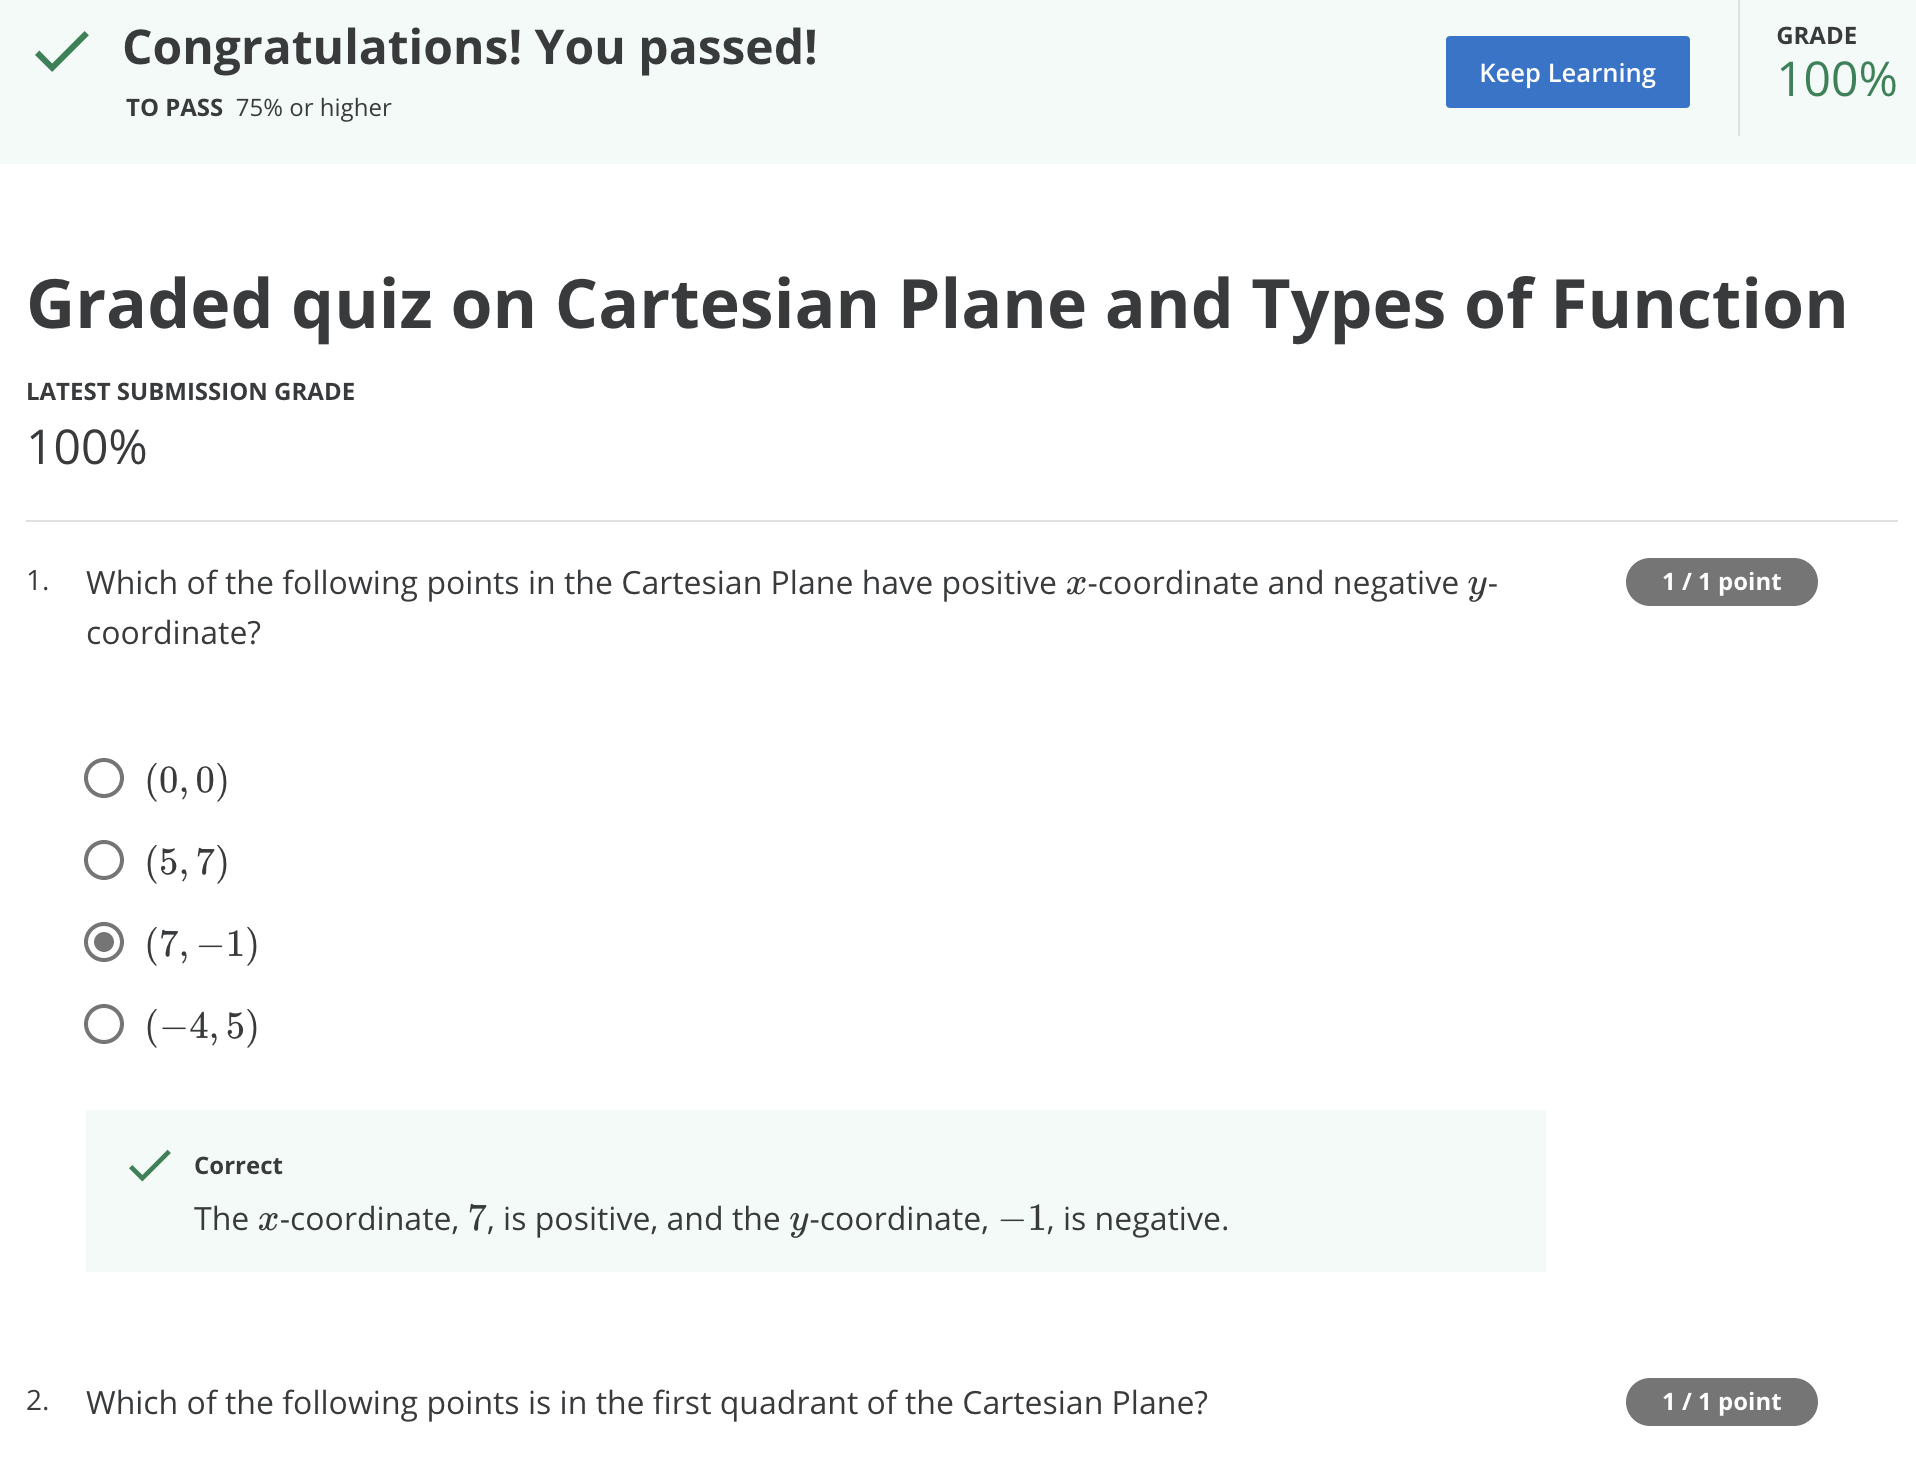 Congratulations! You passed!
TO PASS 75% or higher
Keep Learning
GRADE
100%
Graded quiz on Cartesian Plane and Types of Function
LATEST SUBMISSION GRADE
100%
1. Which of the following points in the Cartesian Plane have positive x-coordinate and negative y-
coordinate?
1 / 1 point
(0, 0)
(5, 7)
(7, −1)
(−4, 5)
Correct
The x-coordinate, 7, is positive, and the y-coordinate, −1, is negative.
2. Which of the following points is in the first quadrant of the Cartesian Plane?
1 / 1 point